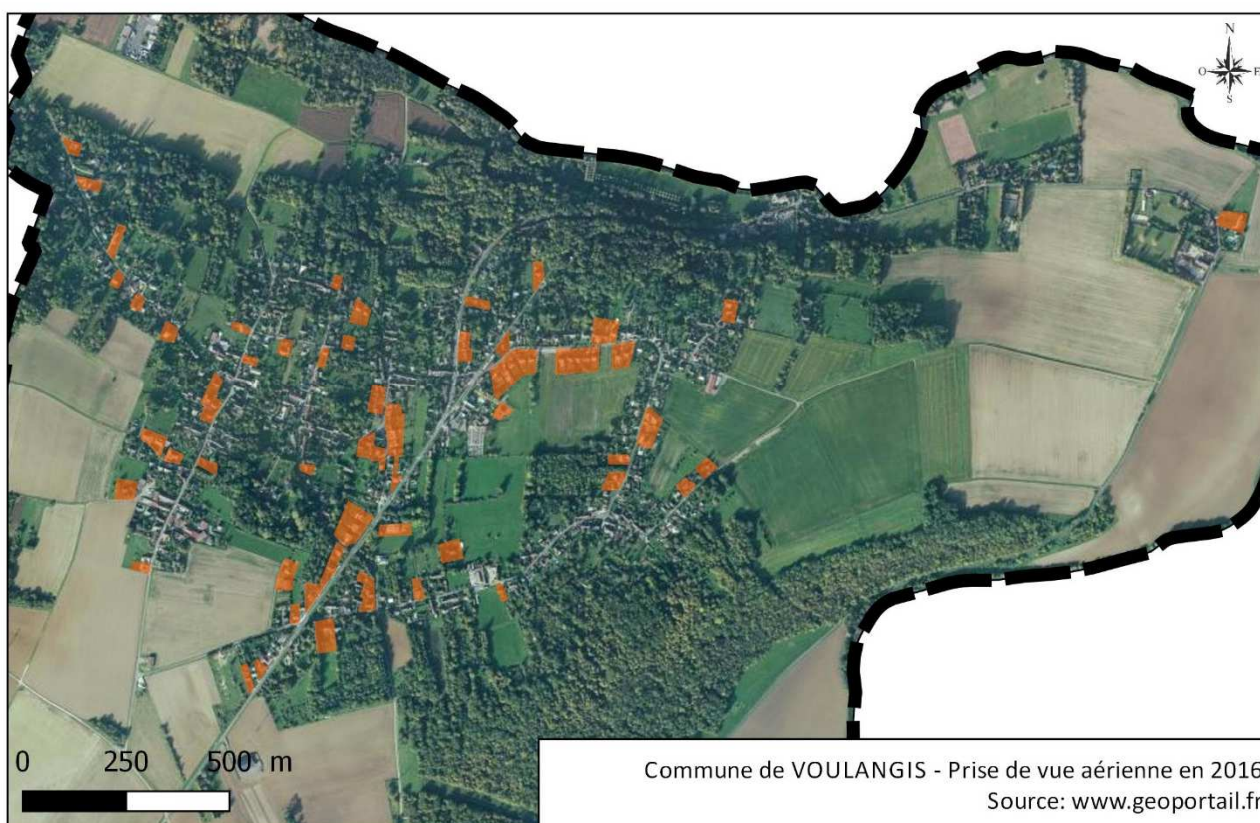 N
O E
S
0 250 500 m
Commune de VOULANGIS - Prise de vue aérienne en 2016
Source: www.geoportail.fr